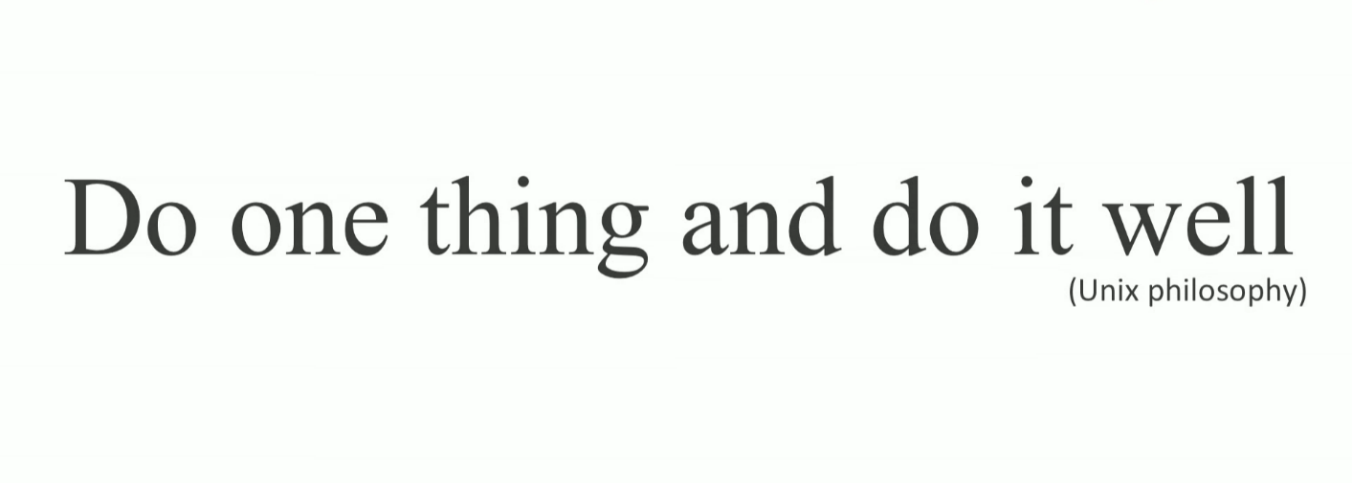 Do one thing and do it well
(Unix philosophy)